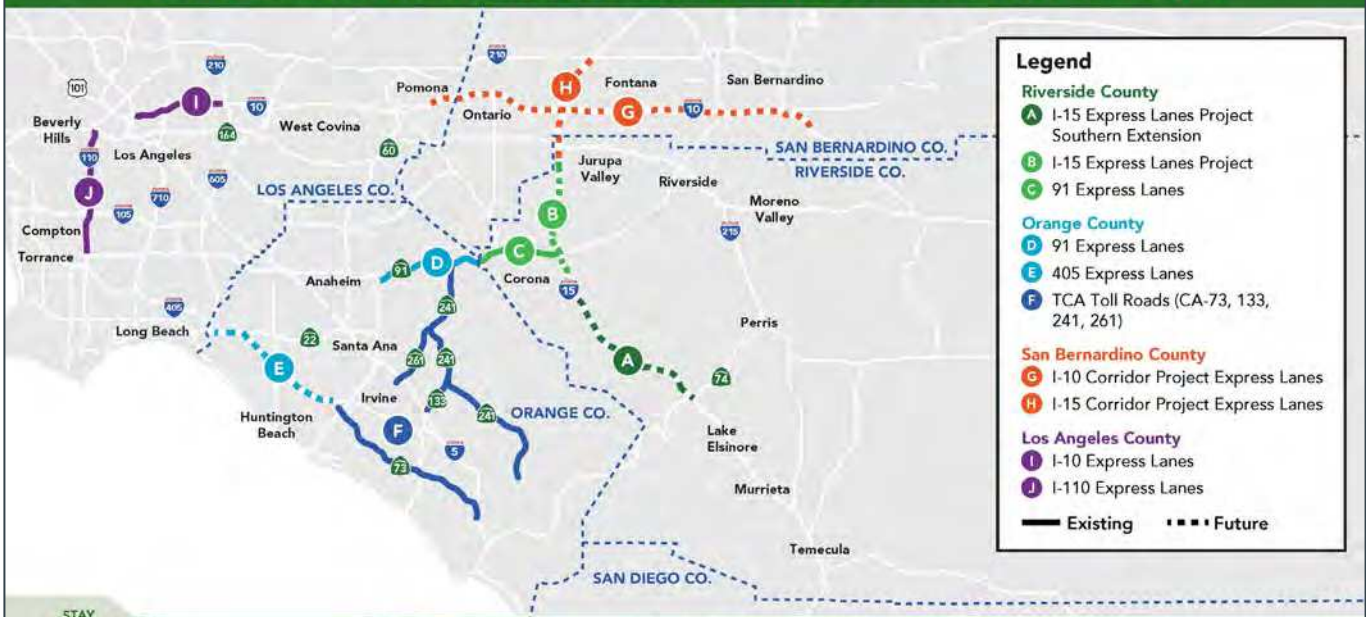 101
210
210
I
10
164
Beverly
Hills
Los Angeles
110
J
West Covina
605
710
105
Compton
Torrance
LOS ANGELES CO.
60
Pomona
Ontario
H
Fontana
G
10
San Bernardino
SAN BERNARDINO CO.
RIVERSIDE CO.
Jurupa
Valley
Riverside
Moreno
Valley
215
B
C
Corona
15
D
91
Anaheim
241
405
Long Beach
22
Santa Ana
261
241
E
Irvine
133
241
ORANGE CO.
Huntington
Beach
F
5
73
A
Perris
74
Lake
Elsinore
Murrieta
Temecula
SAN DIEGO CO.
STAY
Legend
Riverside County
A I-15 Express Lanes Project
Southern Extension
B I-15 Express Lanes Project
C 91 Express Lanes
Orange County
D 91 Express Lanes
E 405 Express Lanes
F TCA Toll Roads (CA-73, 133,
241, 261)
San Bernardino County
G I-10 Corridor Project Express Lanes
H I-15 Corridor Project Express Lanes
Los Angeles County
I I-10 Express Lanes
J I-110 Express Lanes
Existing Future